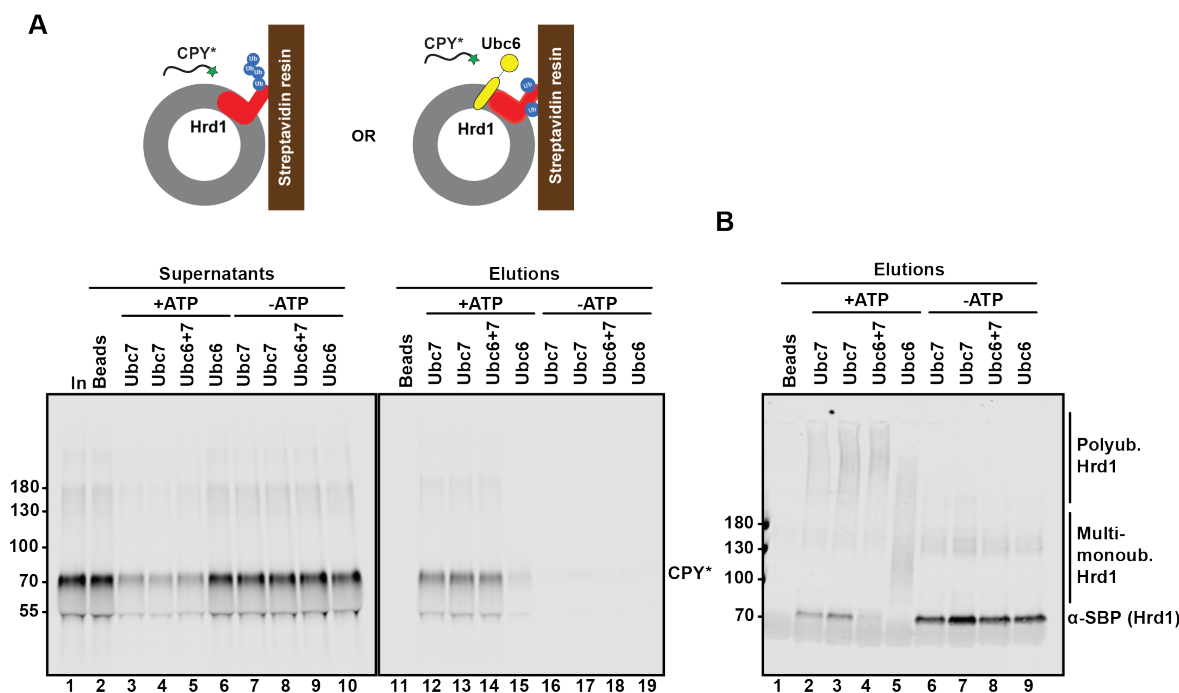 A
CPY*
Ub
Ub
Ub
Ub
Hrd1
Streptavidin resin
OR
CPY*
Ubc6
Ub
Ub
Hrd1
Streptavidin resin
Supernatants
+ATP
-ATP
In
Beads
Ubc7
Ubc7
Ubc6+7
Ubc6
Ubc7
Ubc7
Ubc6+7
Ubc6
Elutions
+ATP
-ATP
Beads
Ubc7
Ubc7
Ubc6+7
Ubc6
Ubc7
Ubc7
Ubc6+7
Ubc6
180
130
100
70
55
CPY*
1 2 3 4 5 6 7 8 9 10
11 12 13 14 15 16 17 18 19
B
Elutions
+ATP
-ATP
Beads
Ubc7
Ubc7
Ubc6+7
Ubc6
Ubc7
Ubc7
Ubc6+7
Ubc6
180
130
100
70
Polyub.
Hrd1
Multi-
monoub.
Hrd1
α-SBP (Hrd1)
1 2 3 4 5 6 7 8 9